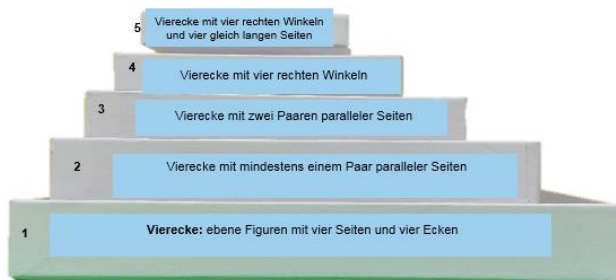 5 Vierecke mit vier rechten Winkeln
und vier gleich langen Seiten
4 Vierecke mit vier rechten Winkeln
3 Vierecke mit zwei Paaren paralleler Seiten
2 Vierecke mit mindestens einem Paar paralleler Seiten
1 Vierecke: ebene Figuren mit vier Seiten und vier Ecken